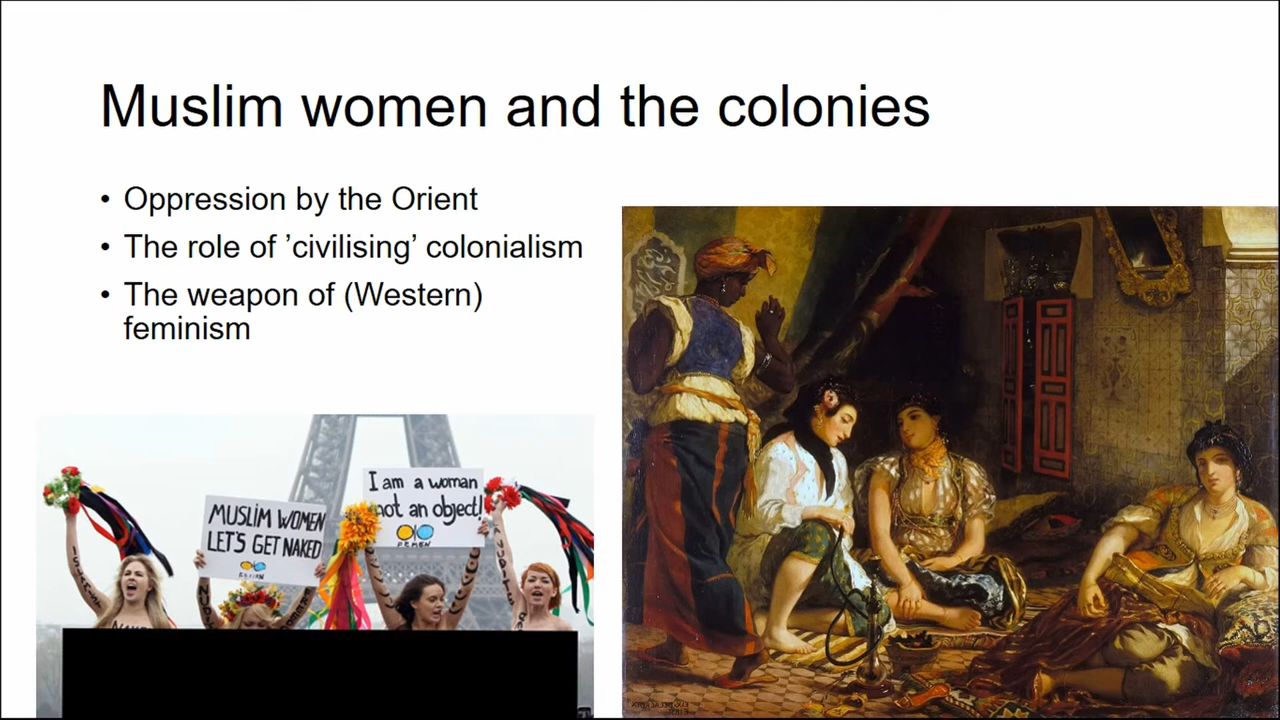 Muslim women and the colonies
• Oppression by the Orient
• The role of ’civilising’ colonialism
• The weapon of (Western)
feminism
MUSLIM WOMEN
LET'S GET NAKED
FEMEN
I am a woman
not an object!
FEMEN